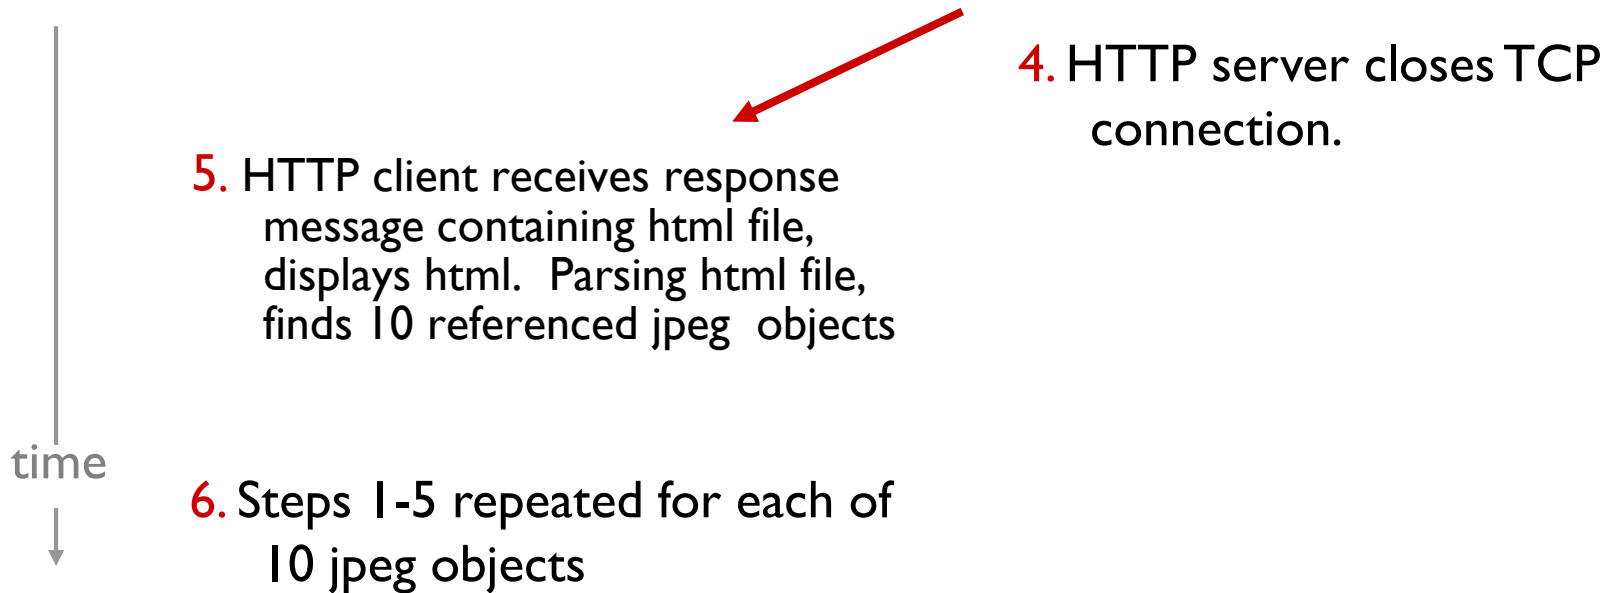 4. HTTP server closes TCP
connection.
5. HTTP client receives response
message containing html file,
displays html.  Parsing html file,
finds 10 referenced jpeg  objects
time
6. Steps 1-5 repeated for each of
10 jpeg objects